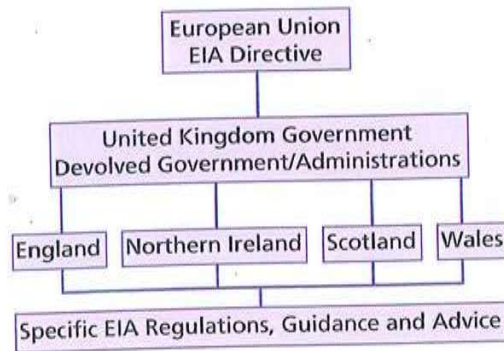 European Union
EIA Directive
United Kingdom Government
Devolved Government/Administrations
England
Northern Ireland
Scotland
Wales
Specific EIA Regulations, Guidance and Advice